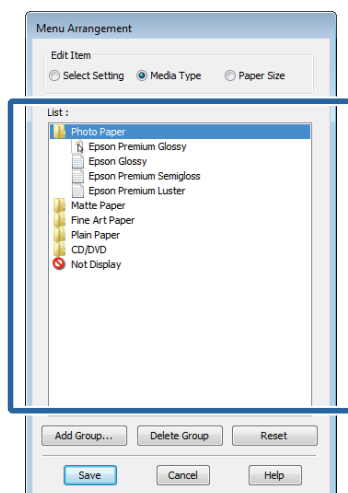 Menu Arrangement
Edit Item
Select Setting Media Type Paper Size
List :
Photo Paper
Epson Premium Glossy
Epson Glossy
Epson Premium Semigloss
Epson Premium Luster
Matte Paper
Fine Art Paper
Plain Paper
CD/DVD
Not Display
Add Group... Delete Group Reset
Save Cancel Help